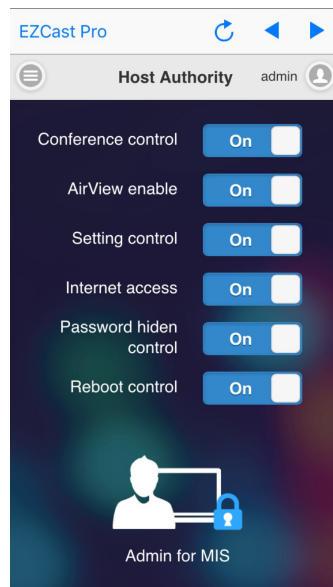 EZCast Pro
Host Authority admin
Conference control On
AirView enable On
Setting control On
Internet access On
Password hiden
control On
Reboot control On
Admin for MIS